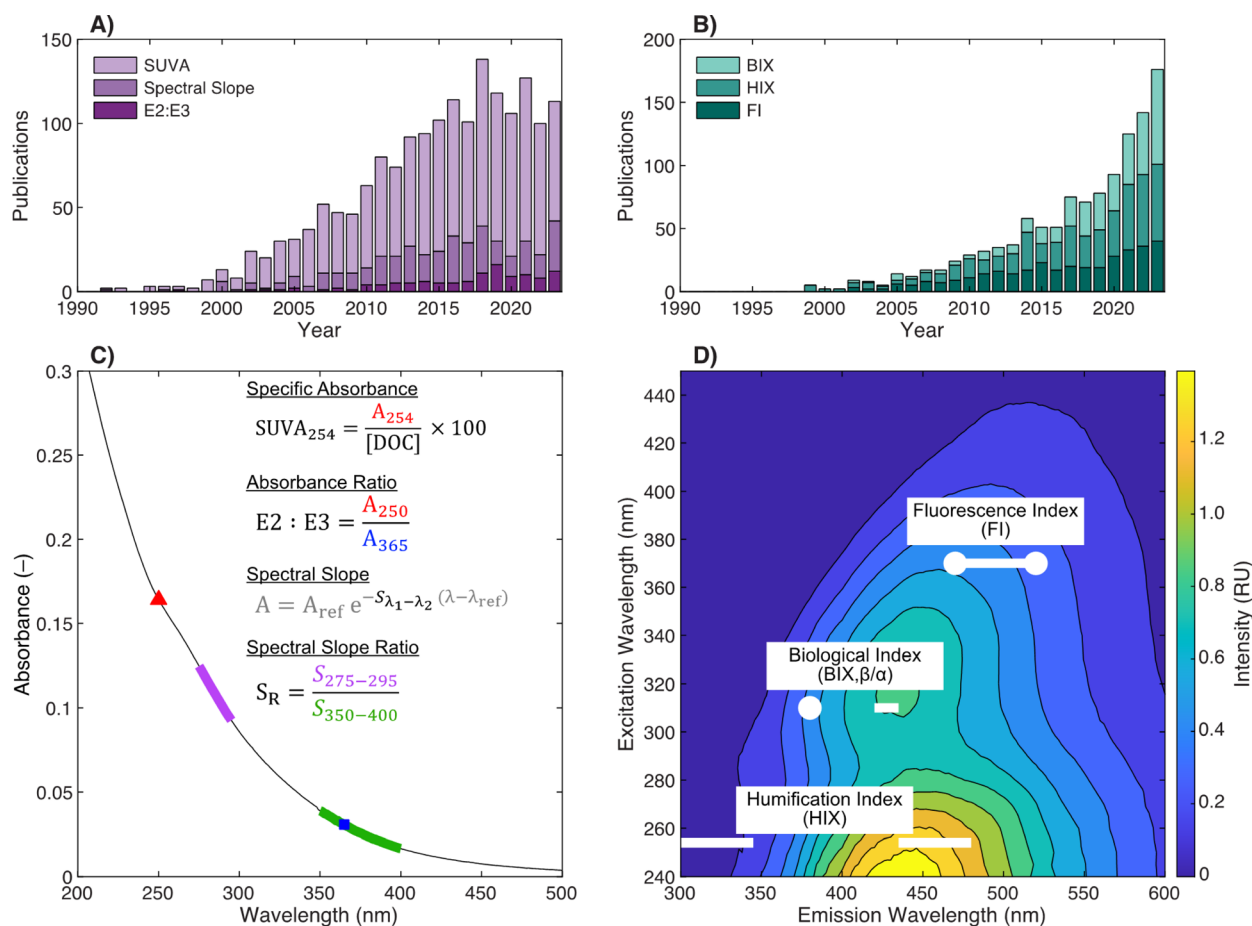 A)
150
100
50
0
Publications
SUVA
Spectral Slope
E2:E3
1990 1995 2000 2005 2010 2015 2020
Year
B)
200
150
100
50
0
Publications
BIX
HIX
FI
1990 1995 2000 2005 2010 2015 2020
Year
C)
0.3
0.25
0.2
0.15
0.1
0.05
0
Absorbance (−)
Specific Absorbance
SUVA₂₅₄ = A₂₅₄ / [DOC] × 100
Absorbance Ratio
E2 : E3 = A₂₅₀ / A₃₆₅
Spectral Slope
A = A_ref e^(−S_λ₁−λ₂ (λ−λ_ref))
Spectral Slope Ratio
S_R = S₂₇₅₋₂₉₅ / S₃₅₀₋₄₀₀
200 250 300 350 400 450 500
Wavelength (nm)
D)
440
420
400
380
360
340
320
300
280
260
240
Excitation Wavelength (nm)
Fluorescence Index
(FI)
Biological Index
(BIX,β/α)
Humification Index
(HIX)
300 350 400 450 500 550 600
Emission Wavelength (nm)
1.2
1.0
0.8
0.6
0.4
0.2
0
Intensity (RU)